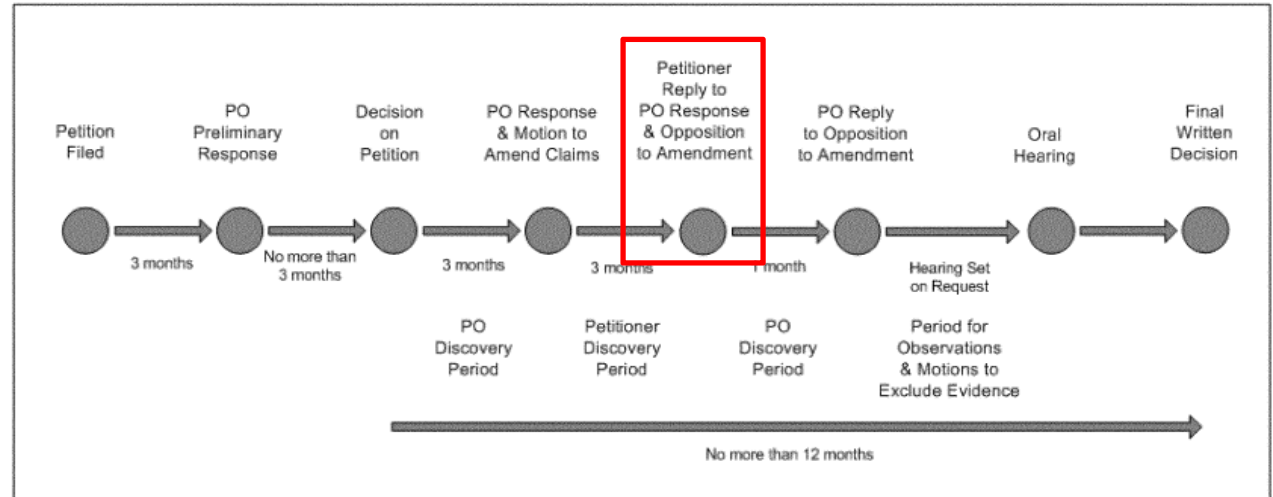 Petition
Filed
PO
Preliminary
Response
Decision
on
Petition
PO Response
& Motion to
Amend Claims
Petitioner
Reply to
PO Response
& Opposition
to Amendment
PO Reply
to Opposition
to Amendment
Oral
Hearing
Final
Written
Decision
3 months
No more than
3 months
3 months
3 months
1 month
Hearing Set
on Request
PO
Discovery
Period
Petitioner
Discovery
Period
PO
Discovery
Period
Period for
Observations
& Motions to
Exclude Evidence
No more than 12 months